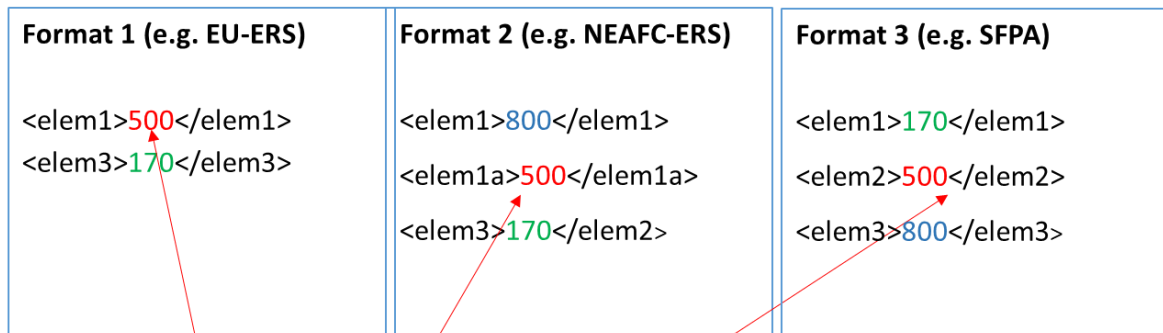 Format 1 (e.g. EU-ERS)
<elem1>500</elem1>
<elem3>170</elem3>
Format 2 (e.g. NEAFC-ERS)
<elem1>800</elem1>
<elem1a>500</elem1a>
<elem3>170</elem2>
Format 3 (e.g. SFPA)
<elem1>170</elem1>
<elem2>500</elem2>
<elem3>800</elem3>